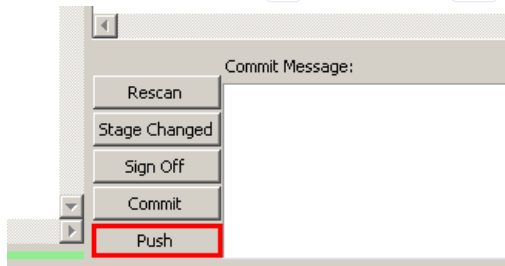 Commit Message:
Rescan
Stage Changed
Sign Off
Commit
Push